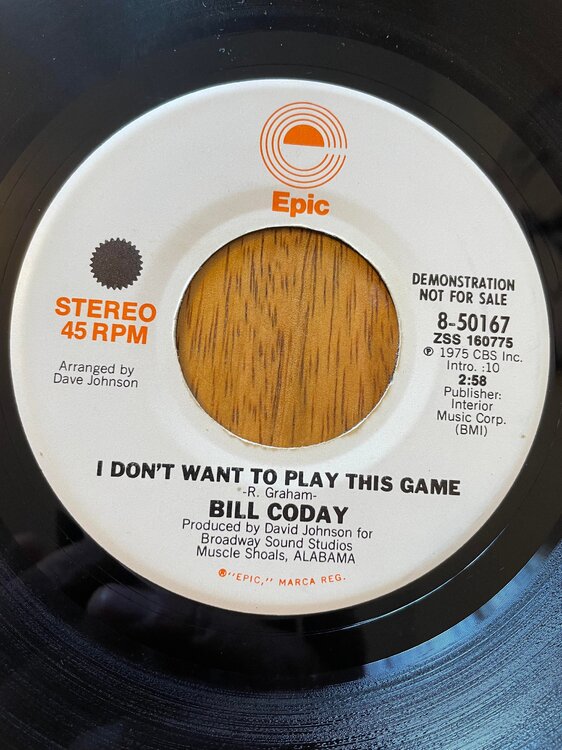 Epic
STEREO
45 RPM
Arranged by
Dave Johnson
DEMONSTRATION
NOT FOR SALE
8-50167
ZSS 160775
℗ 1975 CBS Inc.
Intro. :10
2:58
Publisher:
Interior
Music Corp.
(BMI)
I DON'T WANT TO PLAY THIS GAME
-R. Graham-
BILL CODAY
Produced by David Johnson for
Broadway Sound Studios
Muscle Shoals, ALABAMA
® "EPIC," MARCA REG.